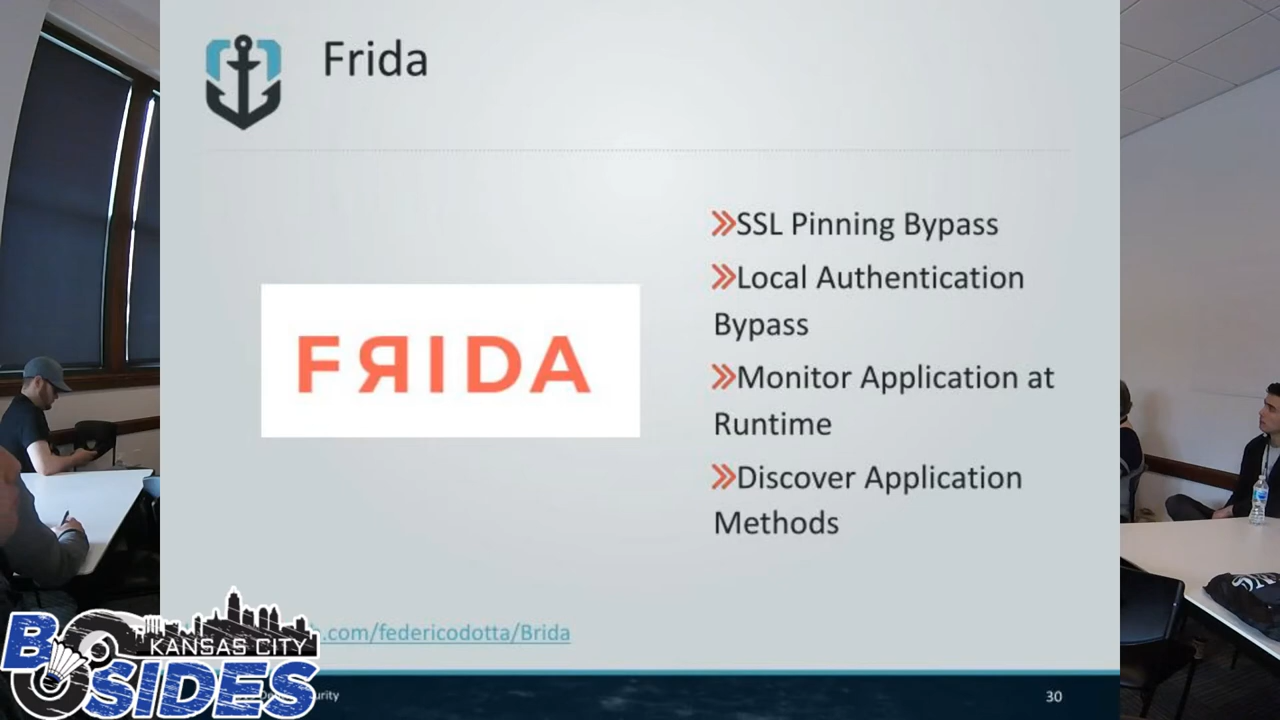 Frida
SSL Pinning Bypass
Local Authentication
Bypass
Monitor Application at
Runtime
Discover Application
Methods
FЯIDA
.com/federicodotta/Brida
KANSAS CITY
BSIDES
30